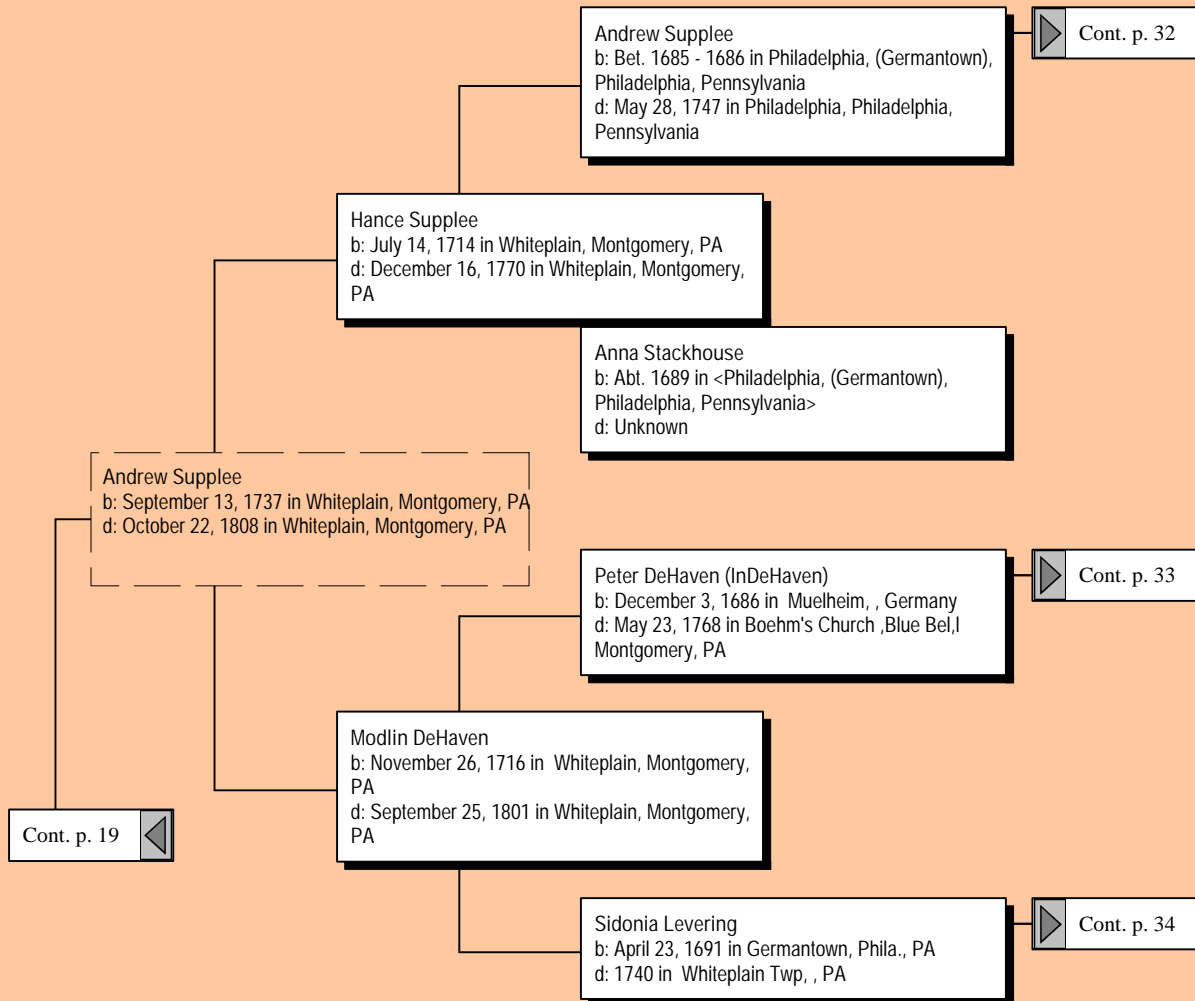 Andrew Supplee
b: Bet. 1685 - 1686 in Philadelphia, (Germantown),
Philadelphia, Pennsylvania
d: May 28, 1747 in Philadelphia, Philadelphia,
Pennsylvania
Cont. p. 32
Hance Supplee
b: July 14, 1714 in Whiteplain, Montgomery, PA
d: December 16, 1770 in Whiteplain, Montgomery,
PA
Anna Stackhouse
b: Abt. 1689 in <Philadelphia, (Germantown),
Philadelphia, Pennsylvania>
d: Unknown
Andrew Supplee
b: September 13, 1737 in Whiteplain, Montgomery, PA
d: October 22, 1808 in Whiteplain, Montgomery, PA
Peter DeHaven (InDeHaven)
b: December 3, 1686 in Muelheim, , Germany
d: May 23, 1768 in Boehm's Church ,Blue Bel,l
Montgomery, PA
Cont. p. 33
Modlin DeHaven
b: November 26, 1716 in Whiteplain, Montgomery,
PA
d: September 25, 1801 in Whiteplain, Montgomery,
PA
Cont. p. 19
Sidonia Levering
b: April 23, 1691 in Germantown, Phila., PA
d: 1740 in Whiteplain Twp, , PA
Cont. p. 34